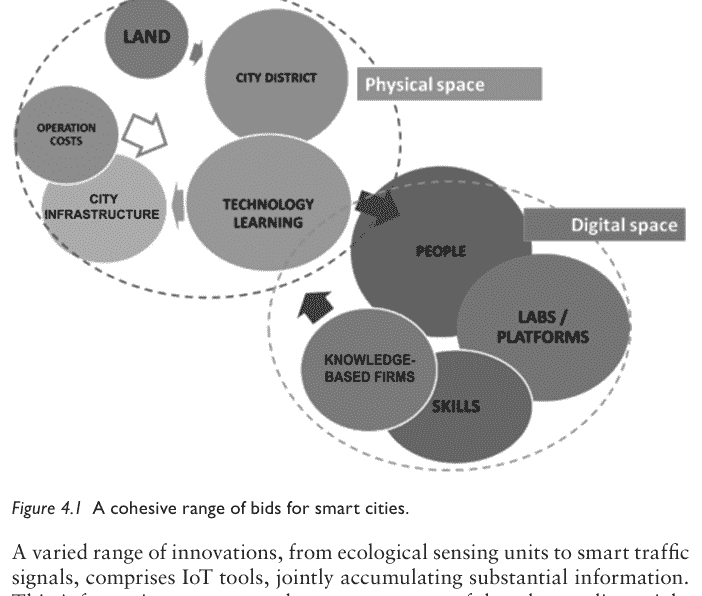 LAND
CITY DISTRICT
Physical space
OPERATION
COSTS
CITY
INFRASTRUCTURE
TECHNOLOGY
LEARNING
PEOPLE
Digital space
LABS /
PLATFORMS
KNOWLEDGE-
BASED FIRMS
SKILLS
Figure 4.1 A cohesive range of bids for smart cities.
A varied range of innovations, from ecological sensing units to smart traffic
signals, comprises IoT tools, jointly accumulating substantial information.